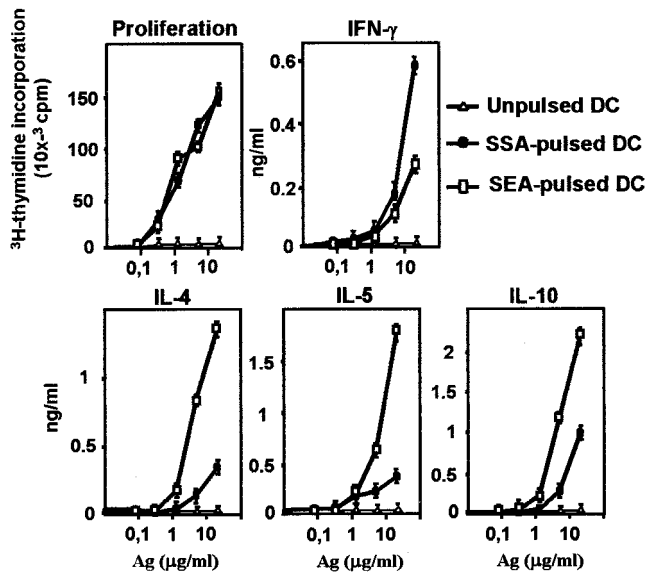 Proliferation
IFN-γ
³H-thymidine incorporation
(10x-³ cpm)
150
100
50
0
0,1 1 10
ng/ml
0.6
0.4
0.2
0
0,1 1 10
Unpulsed DC
SSA-pulsed DC
SEA-pulsed DC
IL-4
IL-5
IL-10
ng/ml
1
0.5
0
0,1 1 10
Ag (μg/ml)
1.5
1
0.5
0
0,1 1 10
Ag (μg/ml)
2
1.5
1
0.5
0
0,1 1 10
Ag (μg/ml)